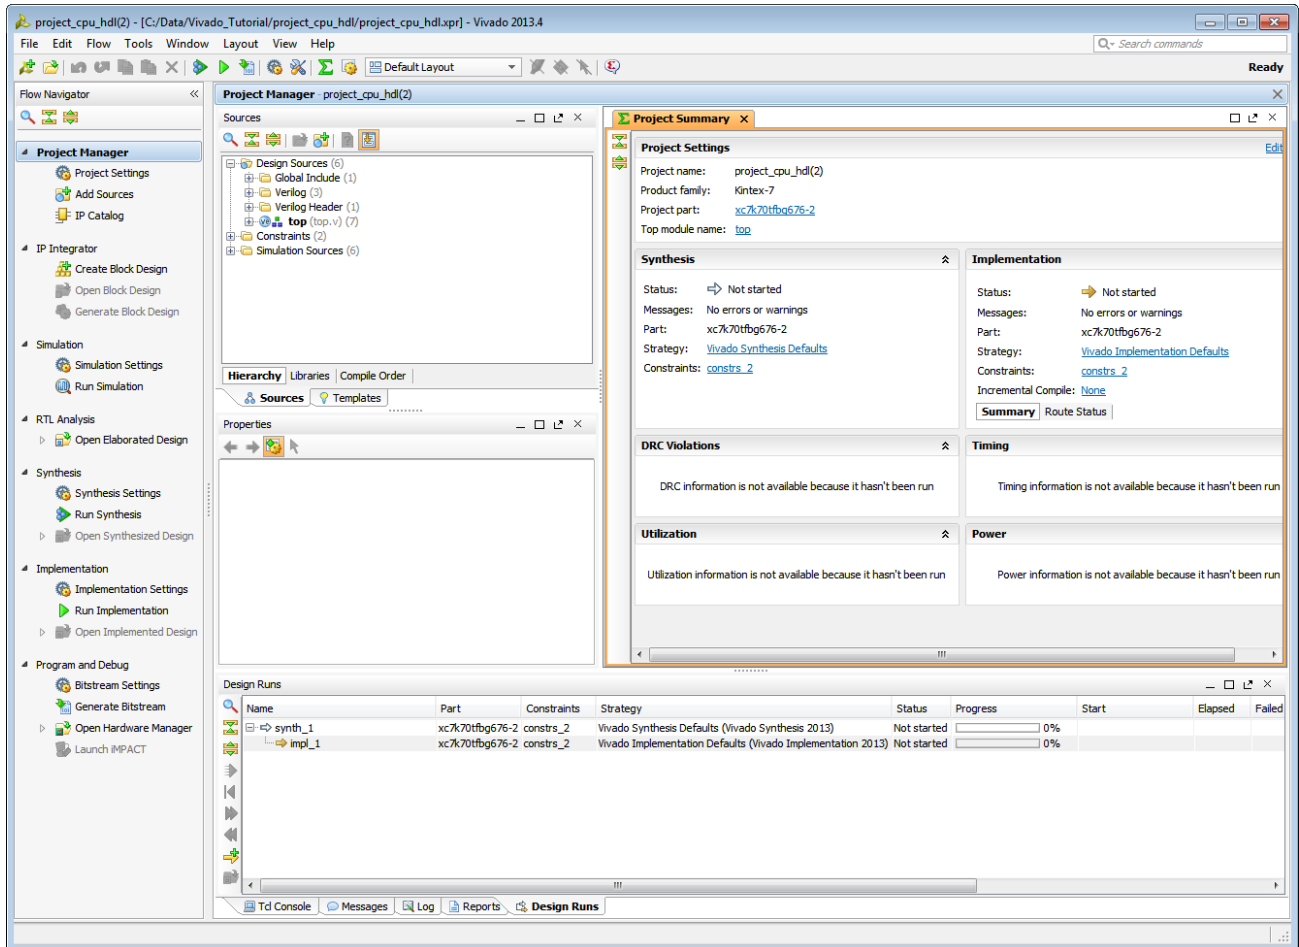 project_cpu_hdl(2) - [C:/Data/Vivado_Tutorial/project_cpu_hdl/project_cpu_hdl.xpr] - Vivado 2013.4
File Edit Flow Tools Window Layout View Help
Search commands
Default Layout
Ready
Flow Navigator
Project Manager
Project Settings
Add Sources
IP Catalog
IP Integrator
Create Block Design
Open Block Design
Generate Block Design
Simulation
Simulation Settings
Run Simulation
RTL Analysis
Open Elaborated Design
Synthesis
Synthesis Settings
Run Synthesis
Open Synthesized Design
Implementation
Implementation Settings
Run Implementation
Open Implemented Design
Program and Debug
Bitstream Settings
Generate Bitstream
Open Hardware Manager
Launch iMPACT
Project Manager - project_cpu_hdl(2)
Sources
Design Sources (6)
Global Include (1)
Verilog (3)
Verilog Header (1)
top (top.v) (7)
Constraints (2)
Simulation Sources (6)
Hierarchy Libraries Compile Order
Sources Templates
Properties
Project Summary
Project Settings Edit
Project name: project_cpu_hdl(2)
Product family: Kintex-7
Project part: xc7k70tfbg676-2
Top module name: top
Synthesis
Status: Not started
Messages: No errors or warnings
Part: xc7k70tfbg676-2
Strategy: Vivado Synthesis Defaults
Constraints: constrs_2
Implementation
Status: Not started
Messages: No errors or warnings
Part: xc7k70tfbg676-2
Strategy: Vivado Implementation Defaults
Constraints: constrs_2
Incremental Compile: None
Summary Route Status
DRC Violations
DRC information is not available because it hasn't been run
Timing
Timing information is not available because it hasn't been run
Utilization
Utilization information is not available because it hasn't been run
Power
Power information is not available because it hasn't been run
Design Runs
Name Part Constraints Strategy Status Progress Start Elapsed Failed
synth_1 xc7k70tfbg676-2 constrs_2 Vivado Synthesis Defaults (Vivado Synthesis 2013) Not started 0%
impl_1 xc7k70tfbg676-2 constrs_2 Vivado Implementation Defaults (Vivado Implementation 2013) Not started 0%
Tcl Console Messages Log Reports Design Runs